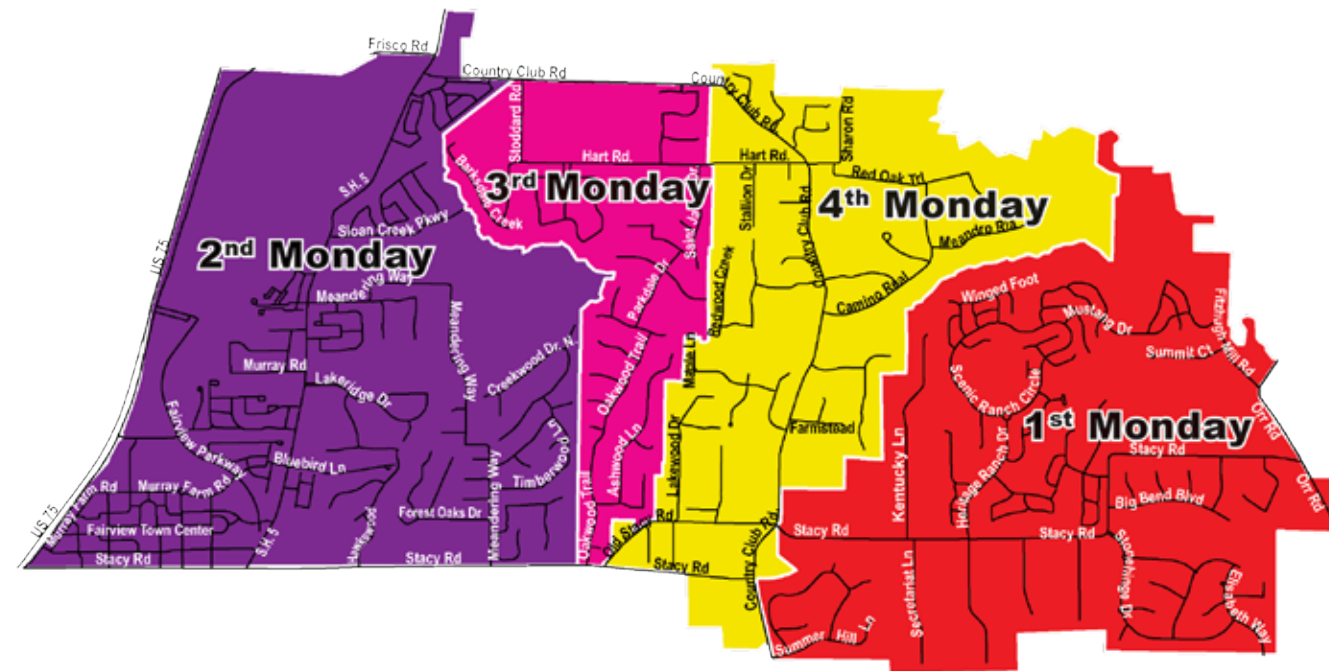 Frisco Rd
Country Club Rd
Country Club Rd
Stoddard Rd
Sharon Rd
Hart Rd.
Hart Rd.
Red Oak Trl
S.H. 5
Sloan Creek Pkwy
3rd Monday
4th Monday
Stallion Dr
Country Club Rd
Meandro Ria
2nd Monday
US 75
Meandering Way
Parkdale Dr
Redwood Creek
Camino Real
Winged Foot
Mustang Dr
Fitzhugh Mill Rd
Meandering Way
Creekwood Dr. N.
Murray Rd
Lakeridge Dr
Maple Ln
Oakwood Trail
Summit Ct
Scenic Ranch Circle
1st Monday
Orr Rd
Fairview Parkway
Timberwood Ln
Ashwood Ln
Lakewood Dr
Farmstead
Kentucky Ln
Heritage Ranch Dr
Stacy Rd
Bluebird Ln
Meandering Way
Murray Farm Rd
Murray Farm Rd
Big Bend Blvd
Orr Rd
US 75
Fairview Town Center
Forest Oaks Dr
Hawkswood
Oakwood Trail
Old Stacy Rd
Stacy Rd
Stacy Rd
Stacy Rd
S.H. 5
Stacy Rd
Stacy Rd
Country Club Rd
Secretariat Ln
Stonehinge Dr
Elisabeth Way
Summer Hill Ln